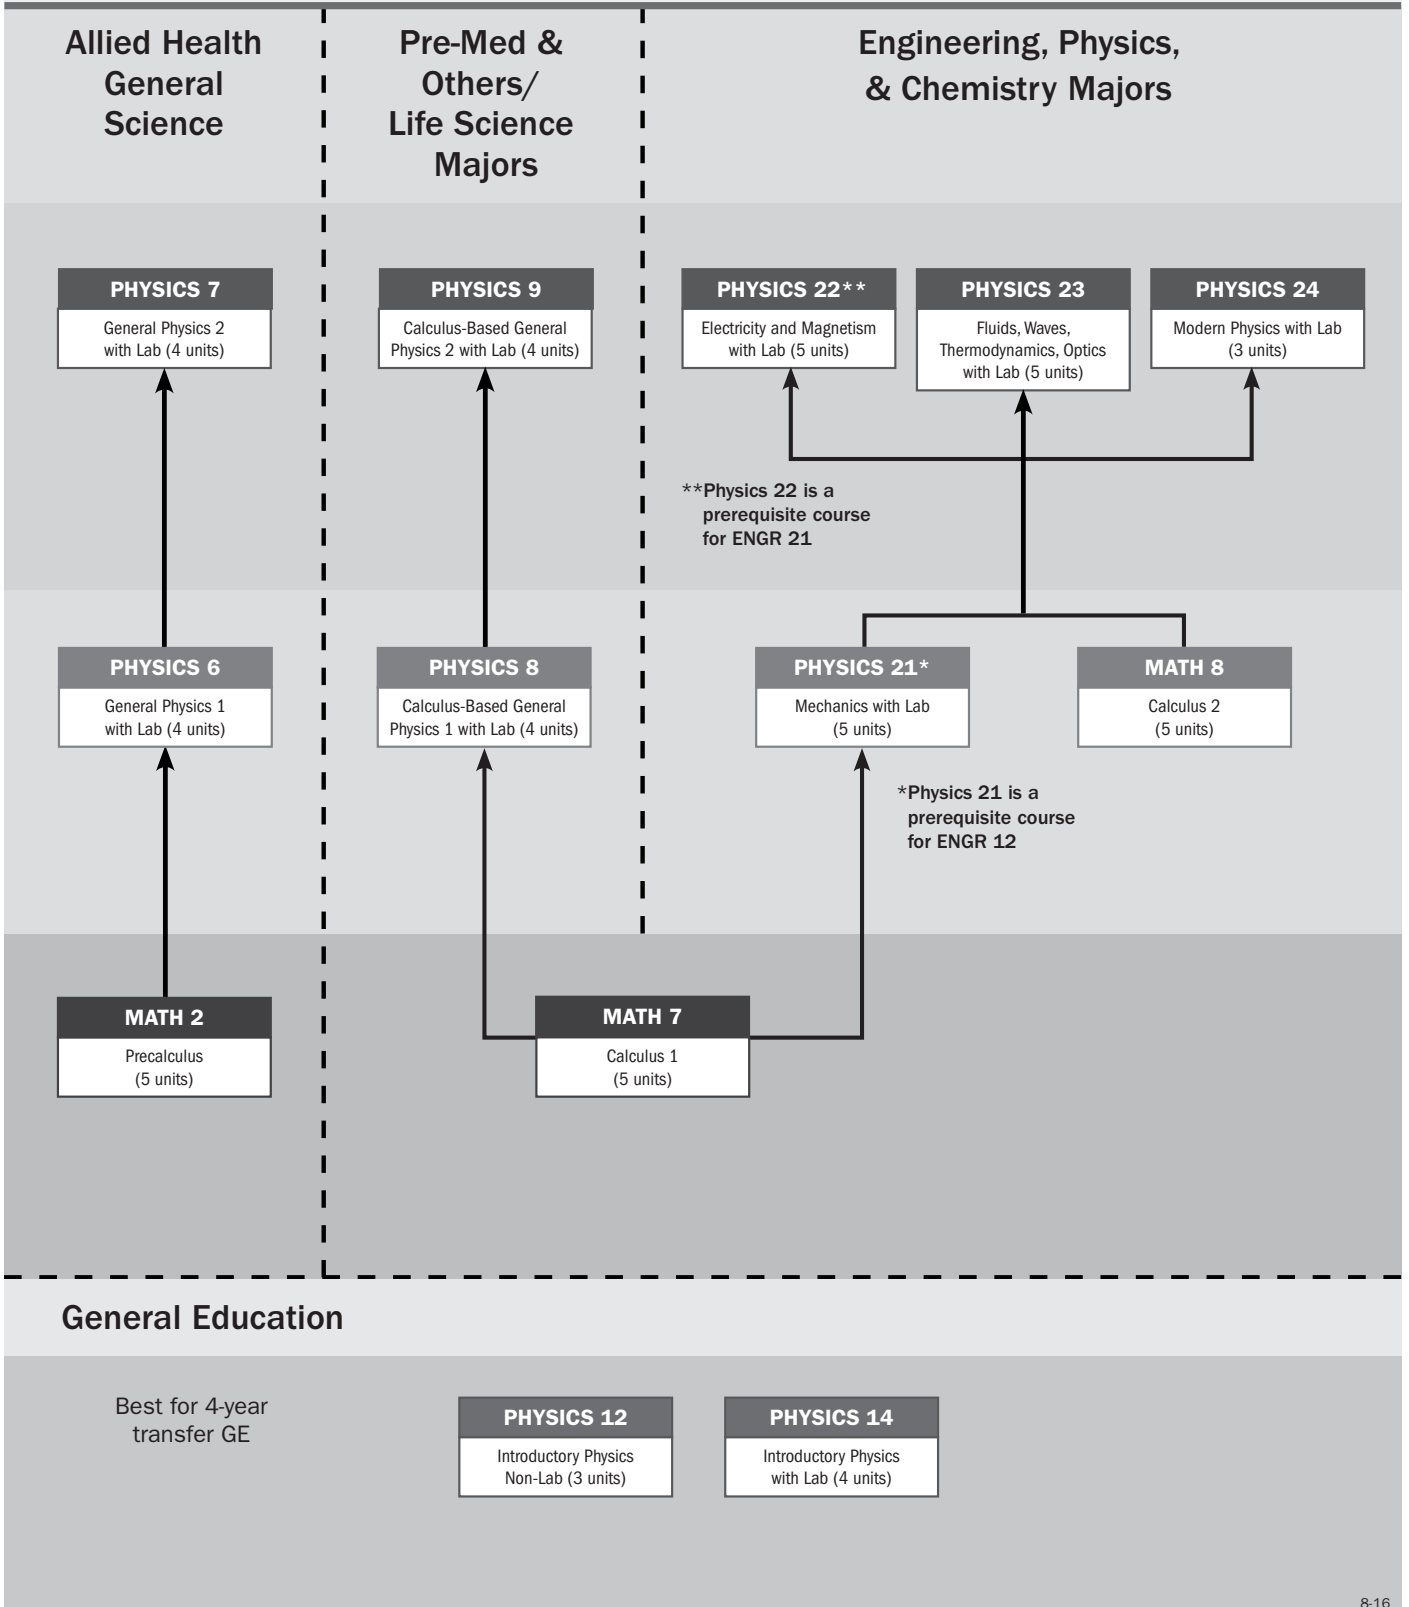 Allied Health
General
Science
Pre-Med &
Others/
Life Science
Majors
Engineering, Physics,
& Chemistry Majors
PHYSICS 7
General Physics 2
with Lab (4 units)
PHYSICS 9
Calculus-Based General
Physics 2 with Lab (4 units)
PHYSICS 22**
Electricity and Magnetism
with Lab (5 units)
PHYSICS 23
Fluids, Waves,
Thermodynamics, Optics
with Lab (5 units)
PHYSICS 24
Modern Physics with Lab
(3 units)
**Physics 22 is a
prerequisite course
for ENGR 21
PHYSICS 6
General Physics 1
with Lab (4 units)
PHYSICS 8
Calculus-Based General
Physics 1 with Lab (4 units)
PHYSICS 21*
Mechanics with Lab
(5 units)
MATH 8
Calculus 2
(5 units)
*Physics 21 is a
prerequisite course
for ENGR 12
MATH 2
Precalculus
(5 units)
MATH 7
Calculus 1
(5 units)
General Education
Best for 4-year
transfer GE
PHYSICS 12
Introductory Physics
Non-Lab (3 units)
PHYSICS 14
Introductory Physics
with Lab (4 units)
8-16